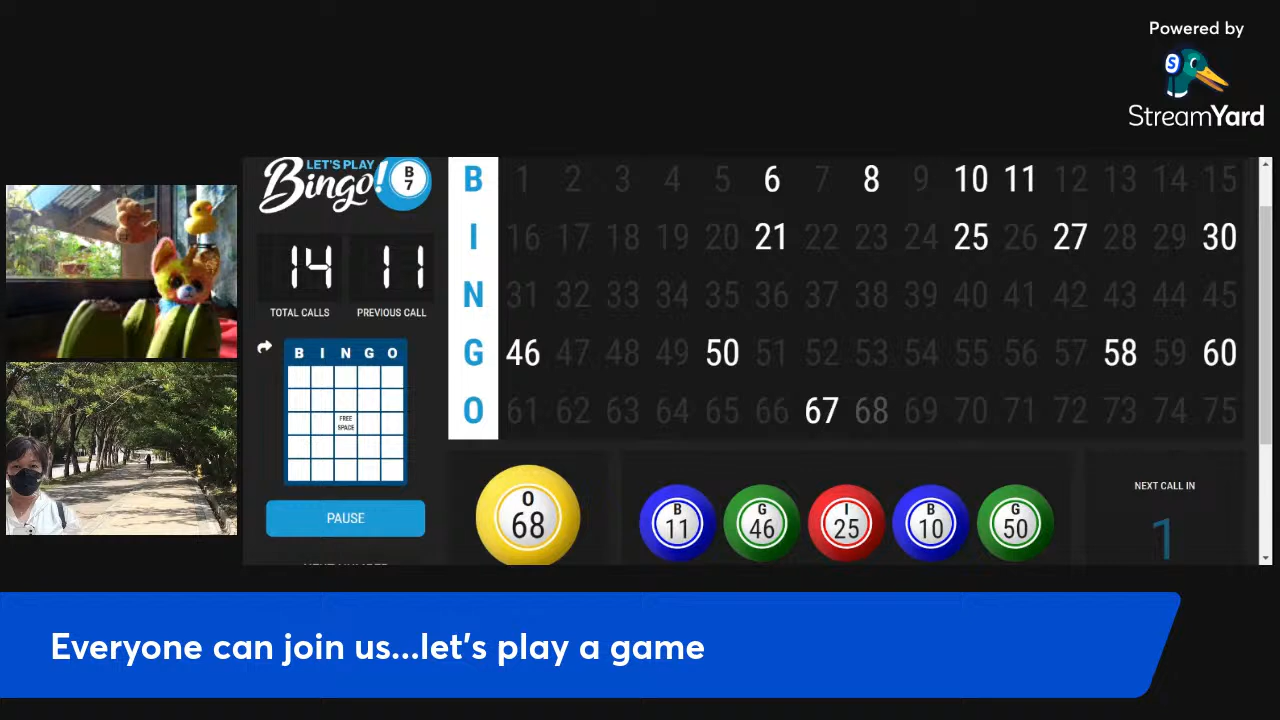 Powered by
StreamYard
LET'S PLAY
Bingo!
B
7
14
11
TOTAL CALLS
PREVIOUS CALL
B I N G O
FREE
SPACE
PAUSE
B 1 2 3 4 5 6 7 8 9 10 11 12 13 14 15
I 16 17 18 19 20 21 22 23 24 25 26 27 28 29 30
N 31 32 33 34 35 36 37 38 39 40 41 42 43 44 45
G 46 47 48 49 50 51 52 53 54 55 56 57 58 59 60
O 61 62 63 64 65 66 67 68 69 70 71 72 73 74 75
O
68
B
11
G
46
I
25
B
10
G
50
NEXT CALL IN
1
Everyone can join us...let's play a game